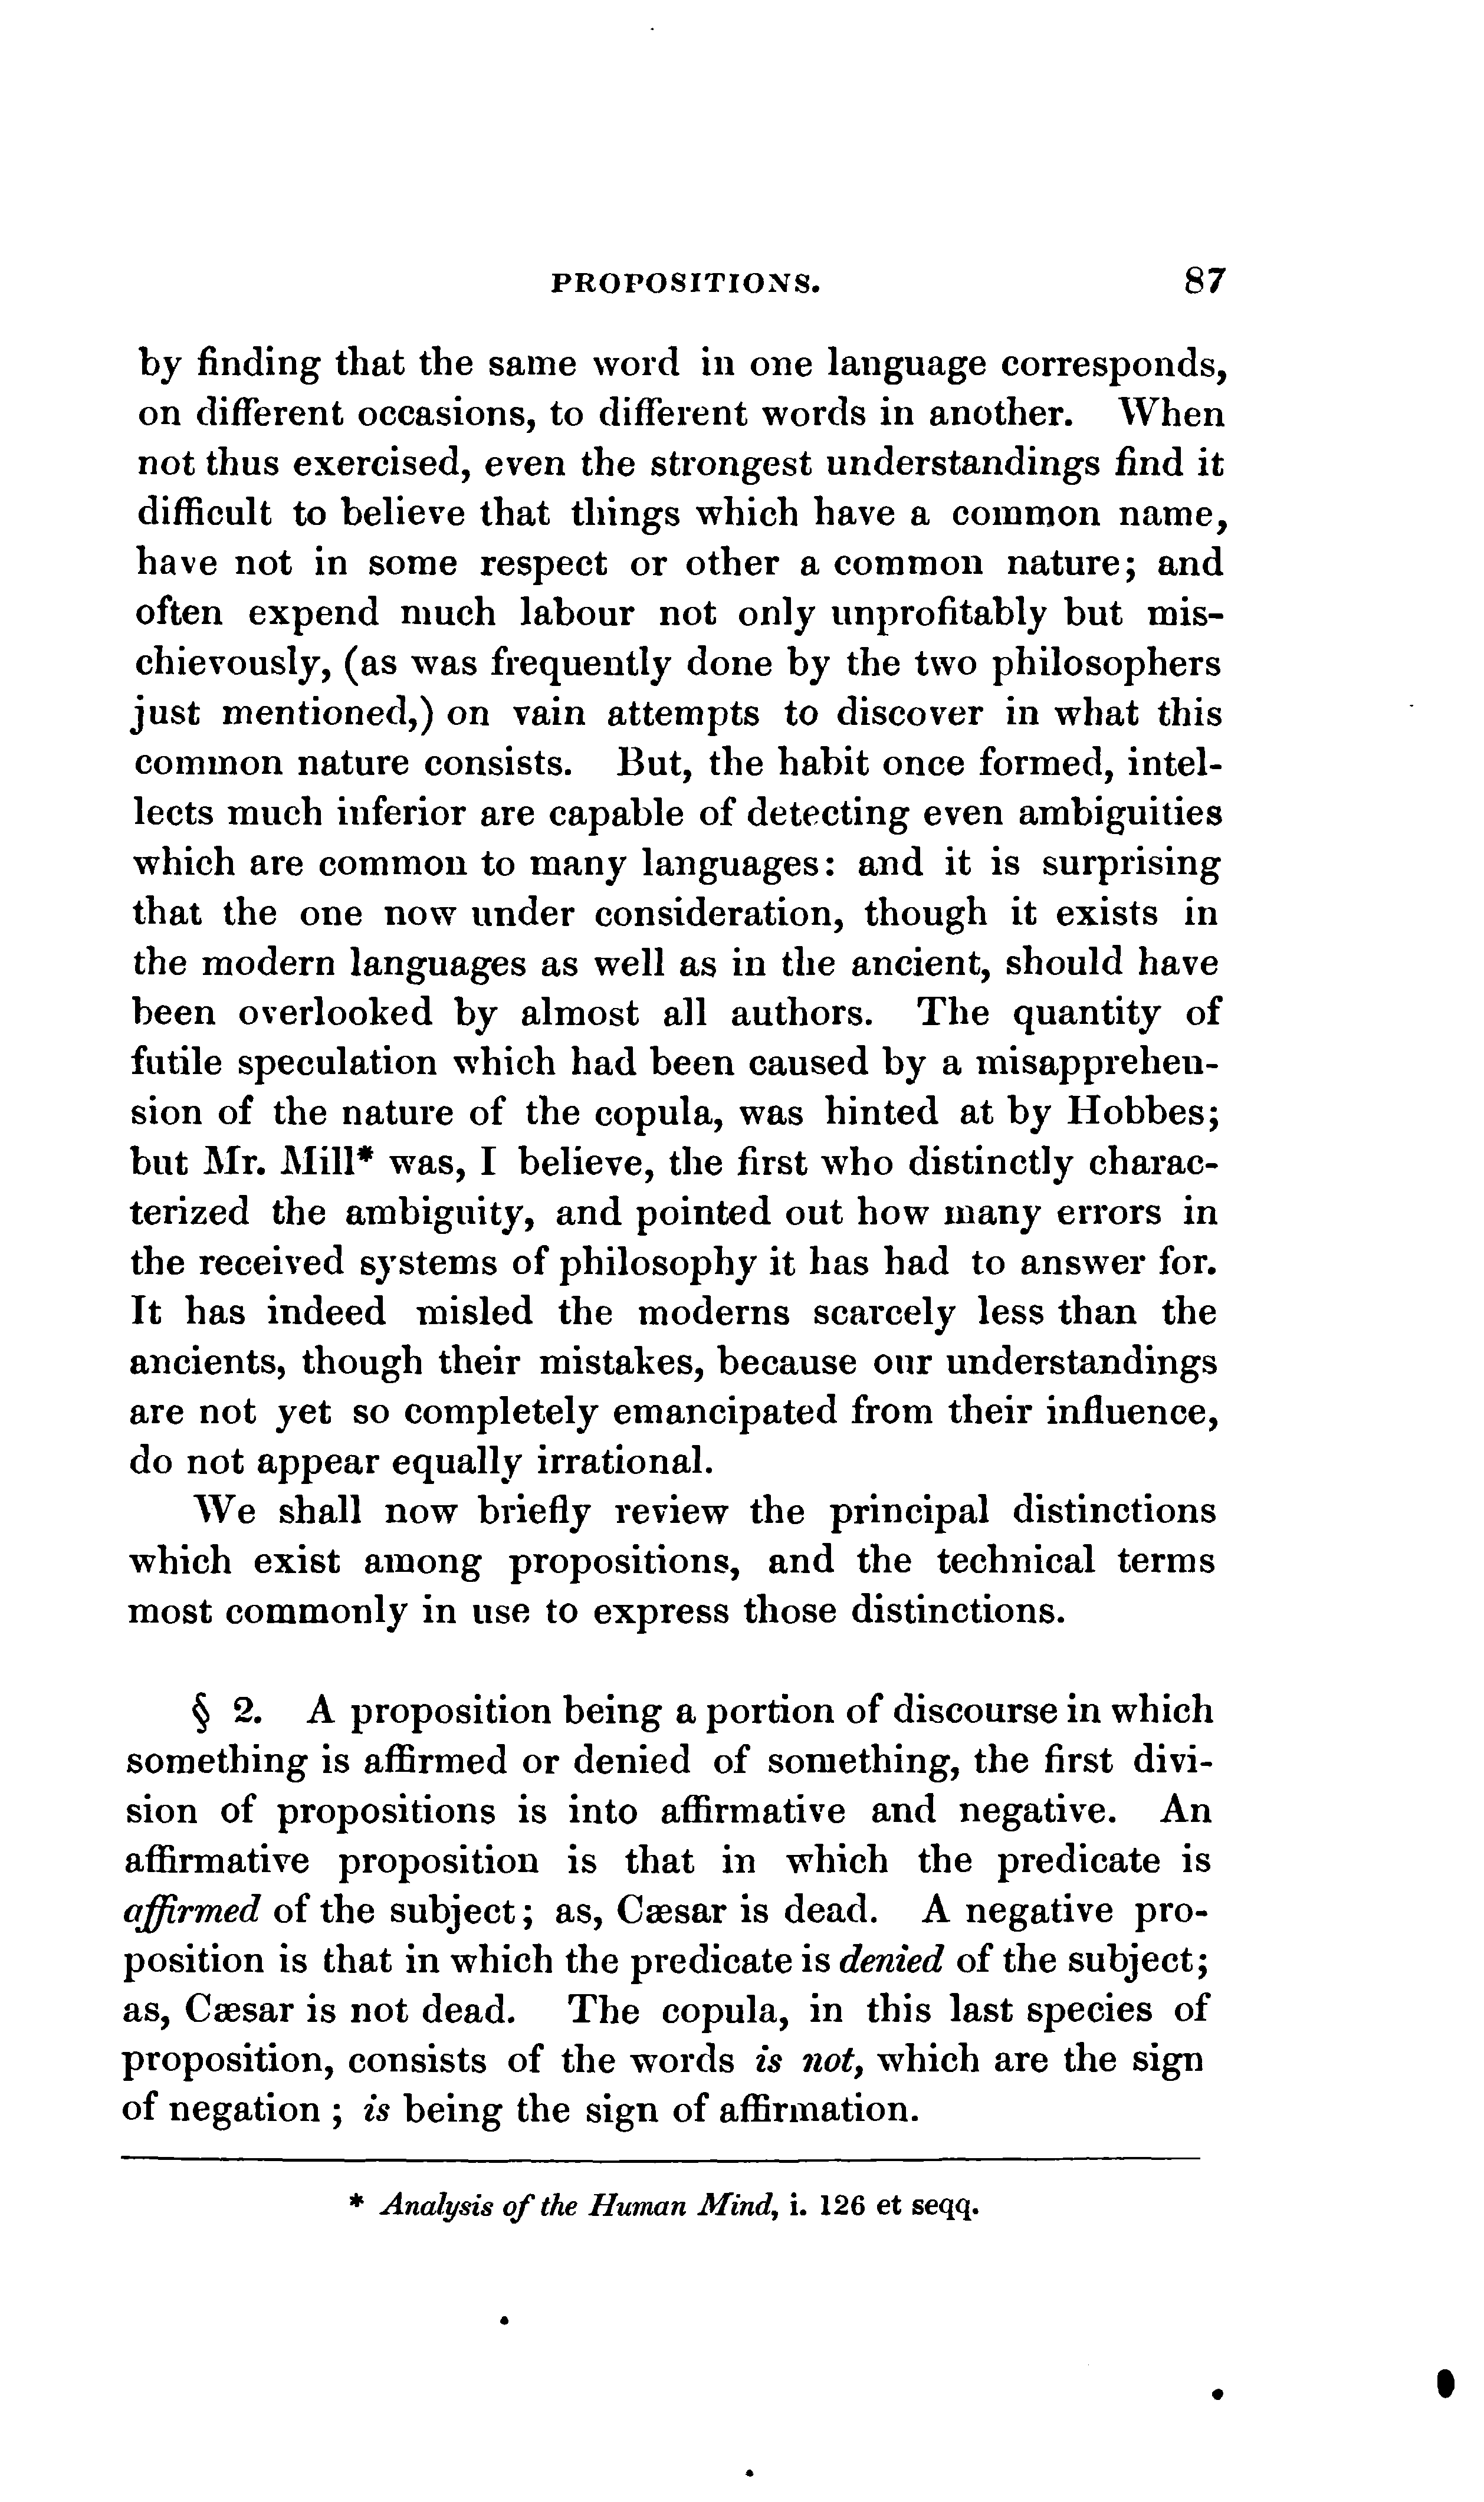 PROPOSITIONS. 87
by finding that the same word in one language corresponds,
on different occasions, to different words in another. When
not thus exercised, even the strongest understandings find it
difficult to believe that things which have a common name,
have not in some respect or other a common nature; and
often expend much labour not only unprofitably but mis-
chievously, (as was frequently done by the two philosophers
just mentioned,) on vain attempts to discover in what this
common nature consists. But, the habit once formed, intel-
lects much inferior are capable of detecting even ambiguities
which are common to many languages: and it is surprising
that the one now under consideration, though it exists in
the modern languages as well as in the ancient, should have
been overlooked by almost all authors. The quantity of
futile speculation which had been caused by a misapprehen-
sion of the nature of the copula, was hinted at by Hobbes;
but Mr. Mill* was, I believe, the first who distinctly charac-
terized the ambiguity, and pointed out how many errors in
the received systems of philosophy it has had to answer for.
It has indeed misled the moderns scarcely less than the
ancients, though their mistakes, because our understandings
are not yet so completely emancipated from their influence,
do not appear equally irrational.
We shall now briefly review the principal distinctions
which exist among propositions, and the technical terms
most commonly in use to express those distinctions.
§ 2. A proposition being a portion of discourse in which
something is affirmed or denied of something, the first divi-
sion of propositions is into affirmative and negative. An
affirmative proposition is that in which the predicate is
affirmed of the subject; as, Cæsar is dead. A negative pro-
position is that in which the predicate is denied of the subject;
as, Cæsar is not dead. The copula, in this last species of
proposition, consists of the words is not, which are the sign
of negation ; is being the sign of affirmation.
* Analysis of the Human Mind, i. 126 et seqq.